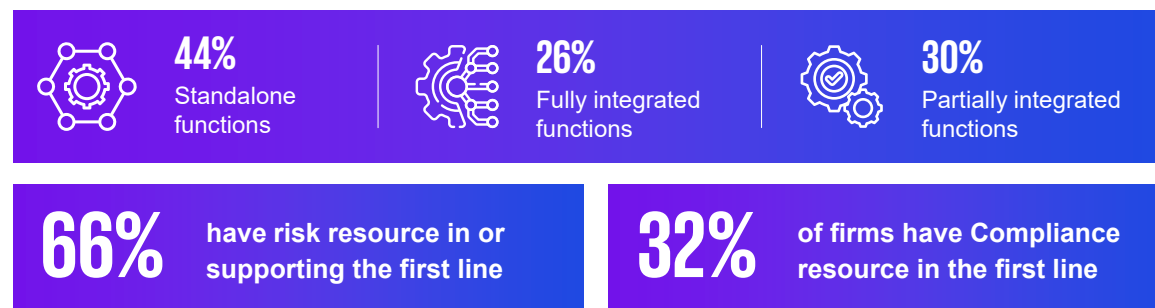 44%
Standalone
functions
26%
Fully integrated
functions
30%
Partially integrated
functions
66%
have risk resource in or
supporting the first line
32%
of firms have Compliance
resource in the first line